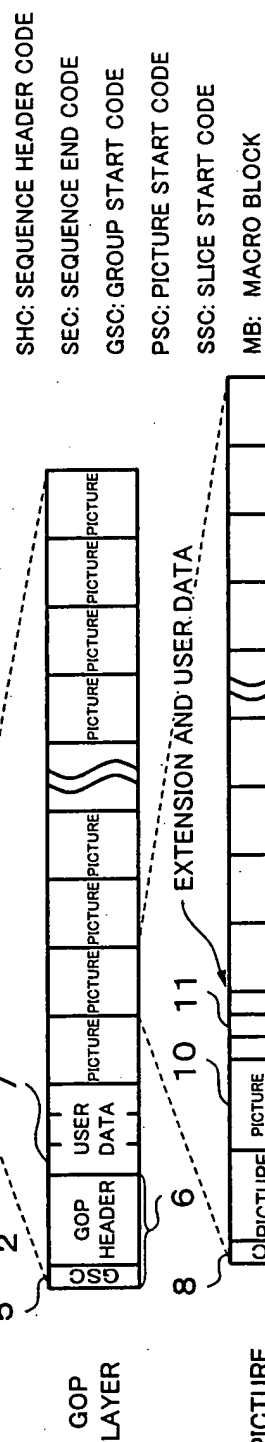 SHC: SEQUENCE HEADER CODE
SEC: SEQUENCE END CODE
GSC: GROUP START CODE
PSC: PICTURE START CODE
SSC: SLICE START CODE
MB: MACRO BLOCK
5
2
GOP
LAYER
GSC
GOP
HEADER
USER
DATA
PICTURE
PICTURE
PICTURE
PICTURE
PICTURE
PICTURE
PICTURE
PICTURE
6
8
10
11
EXTENSION AND USER DATA
PICTURE
PICTURE
PICTURE